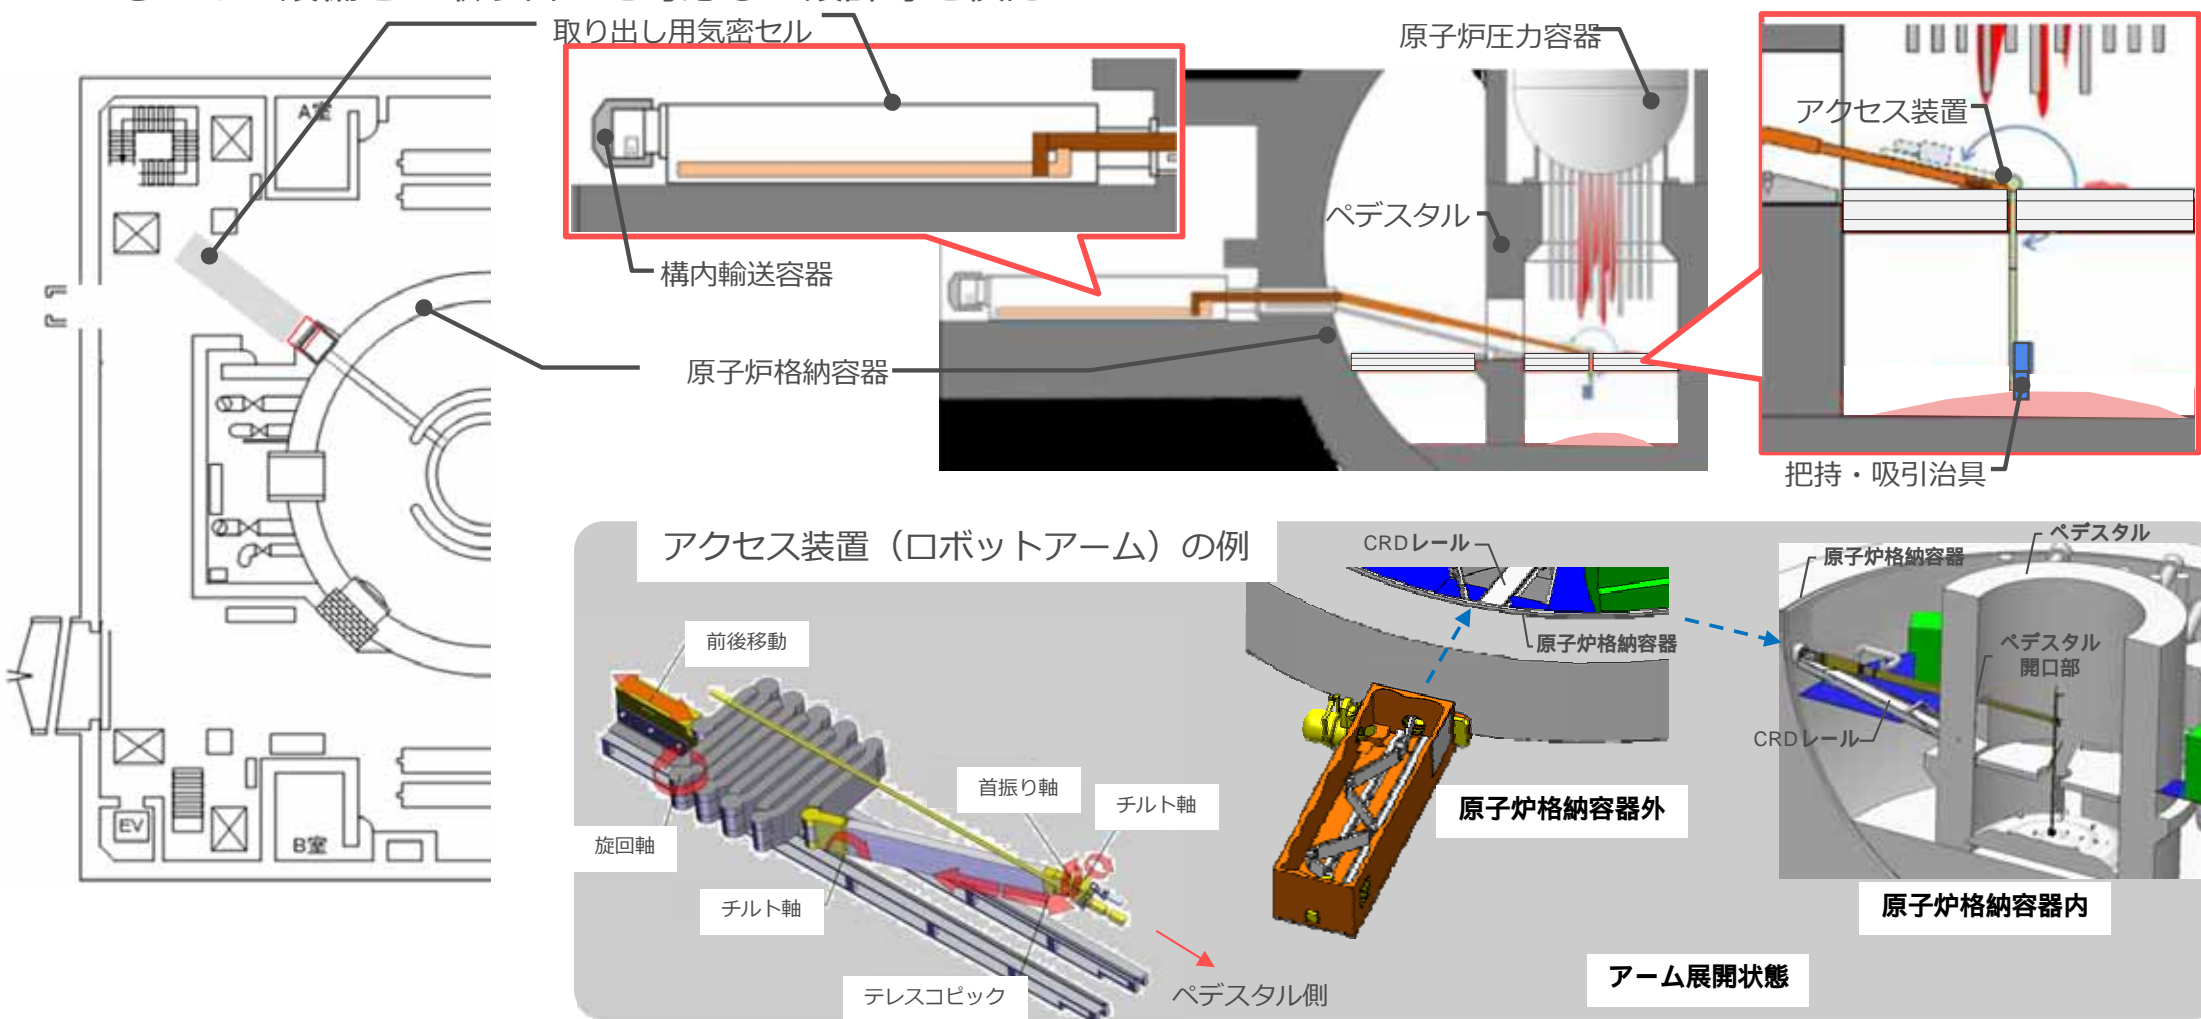 取り出し用気密セル
原子炉圧力容器
アクセス装置
A室
ペデスタル
構内輸送容器
原子炉格納容器
把持・吸引治具
EV
B室
アクセス装置（ロボットアーム）の例
前後移動
旋回軸
チルト軸
首振り軸
チルト軸
テレスコピック
ペデスタル側
CRDレール
原子炉格納容器
原子炉格納容器外
原子炉格納容器
ペデスタル
ペデスタル
開口部
CRDレール
原子炉格納容器内
アーム展開状態